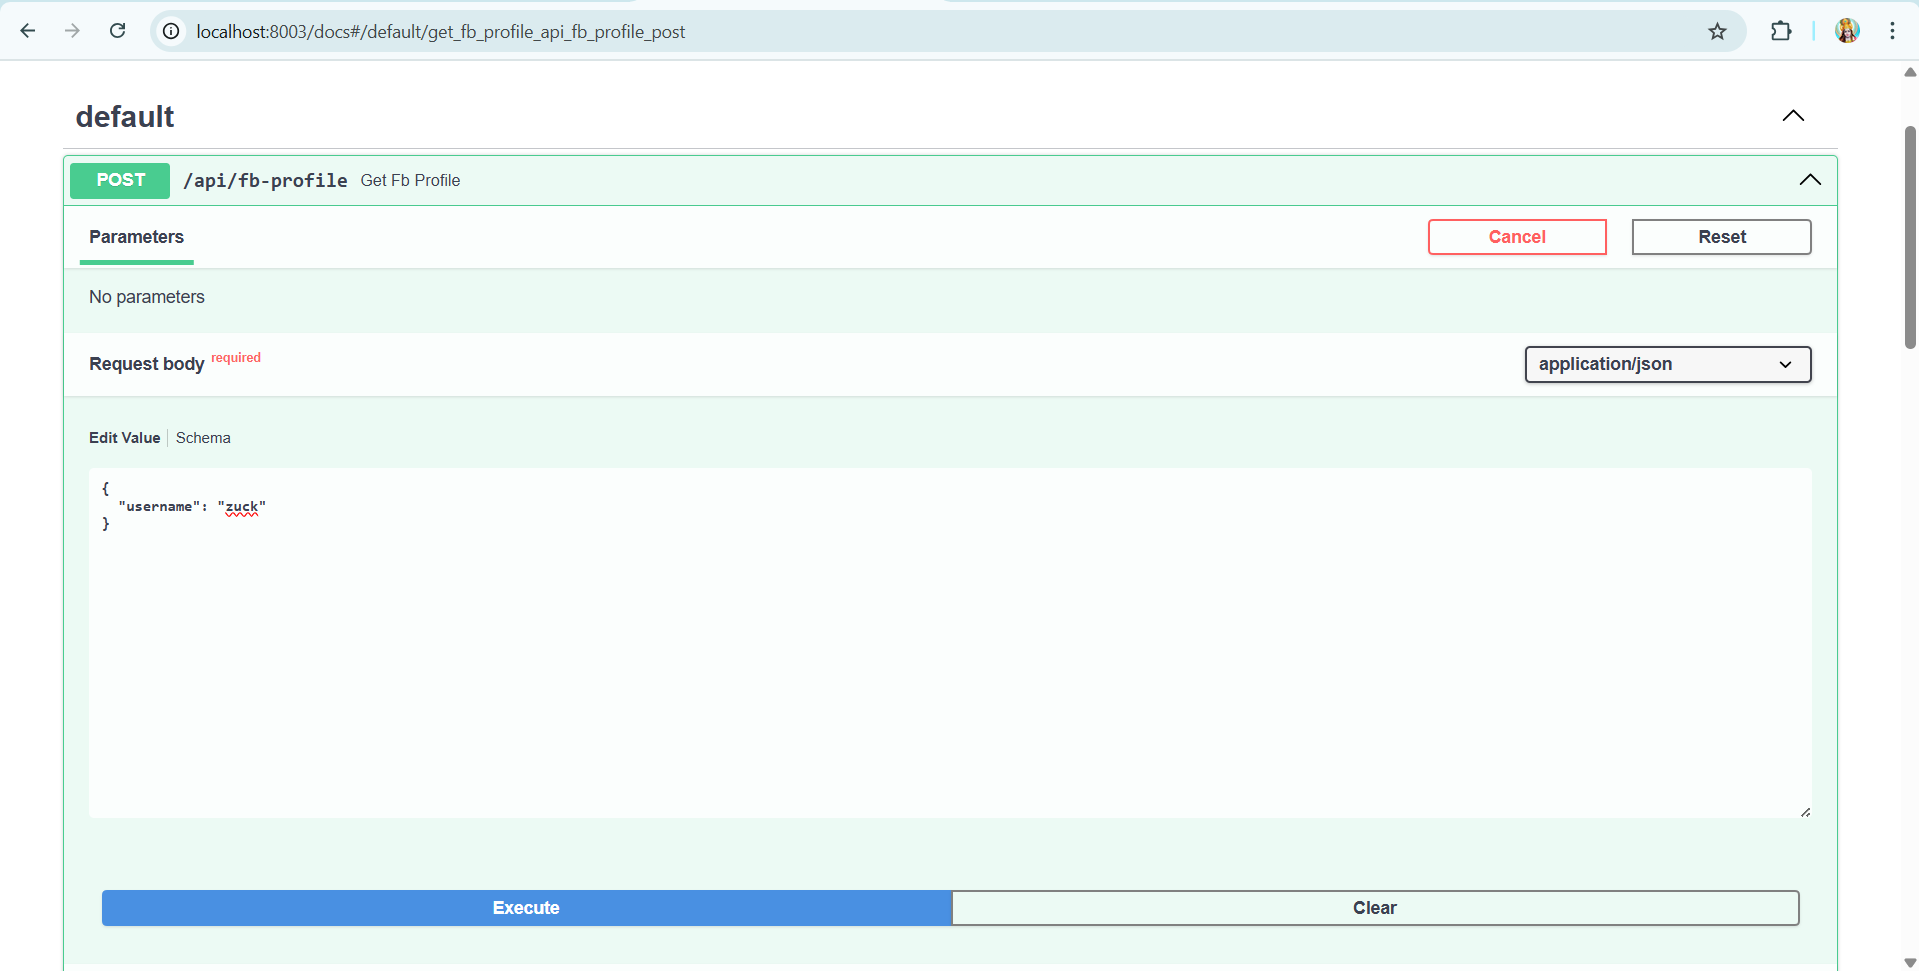 localhost:8003/docs#/default/get_fb_profile_api_fb_profile_post
default
POST /api/fb-profile Get Fb Profile
Parameters Cancel Reset
No parameters
Request body required application/json
Edit Value Schema
{
  "username": "zuck"
}
Execute Clear